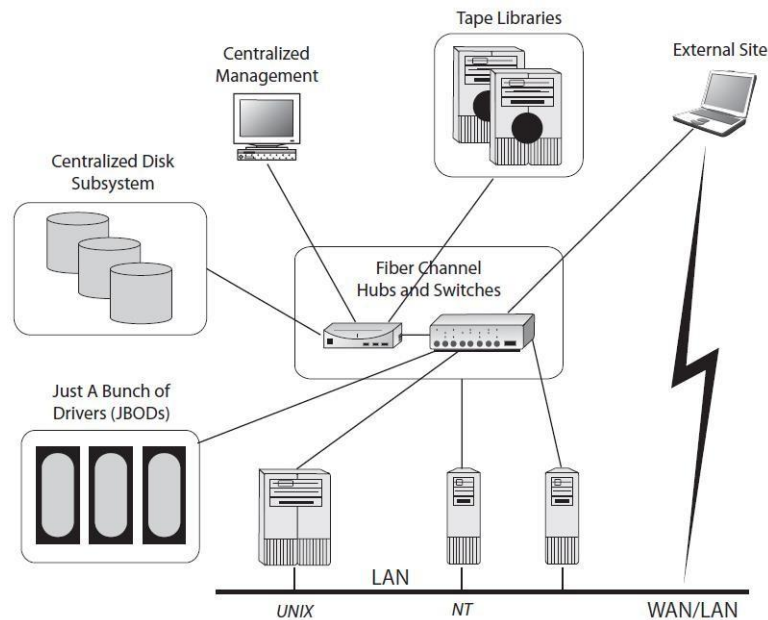 Tape Libraries
Centralized
Management
External Site
Centralized Disk
Subsystem
Fiber Channel
Hubs and Switches
Just A Bunch of
Drivers (JBODs)
LAN
UNIX
NT
WAN/LAN